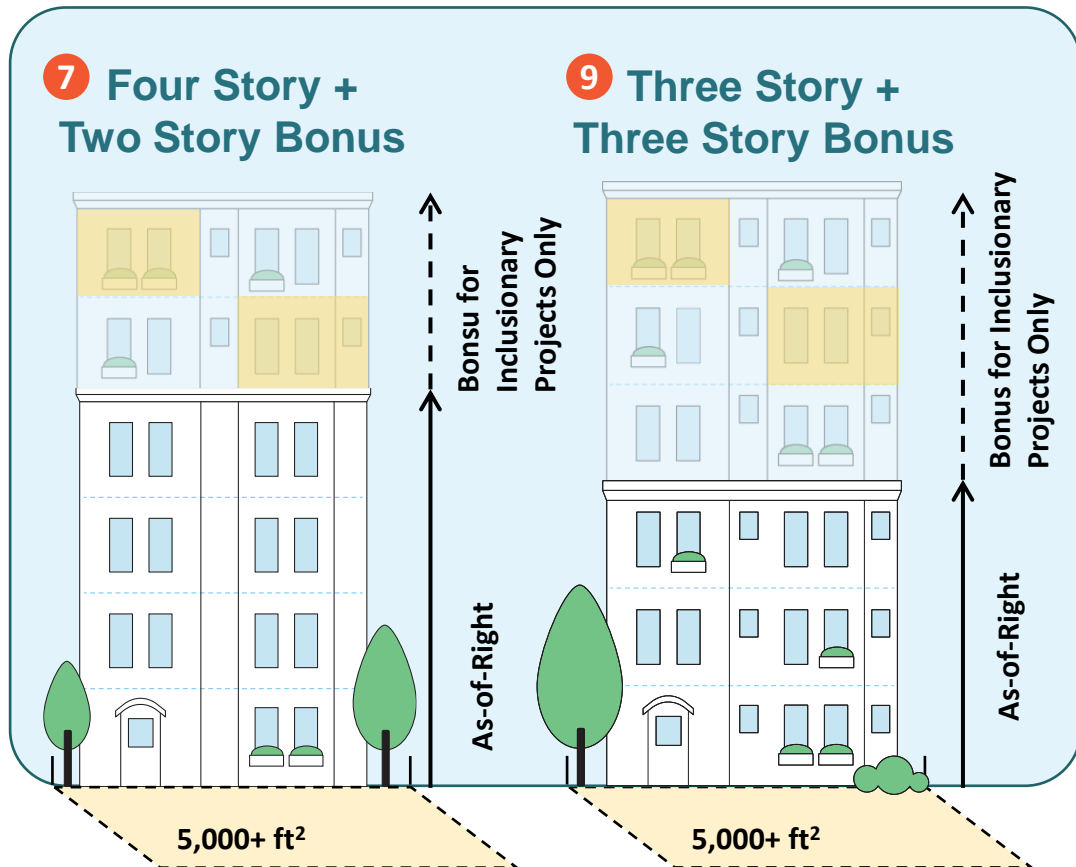 7 Four Story +
Two Story Bonus
Bonsu for
Inclusionary
Projects Only
As-of-Right
5,000+ ft²
9 Three Story +
Three Story Bonus
Bonus for Inclusionary
Projects Only
As-of-Right
5,000+ ft²